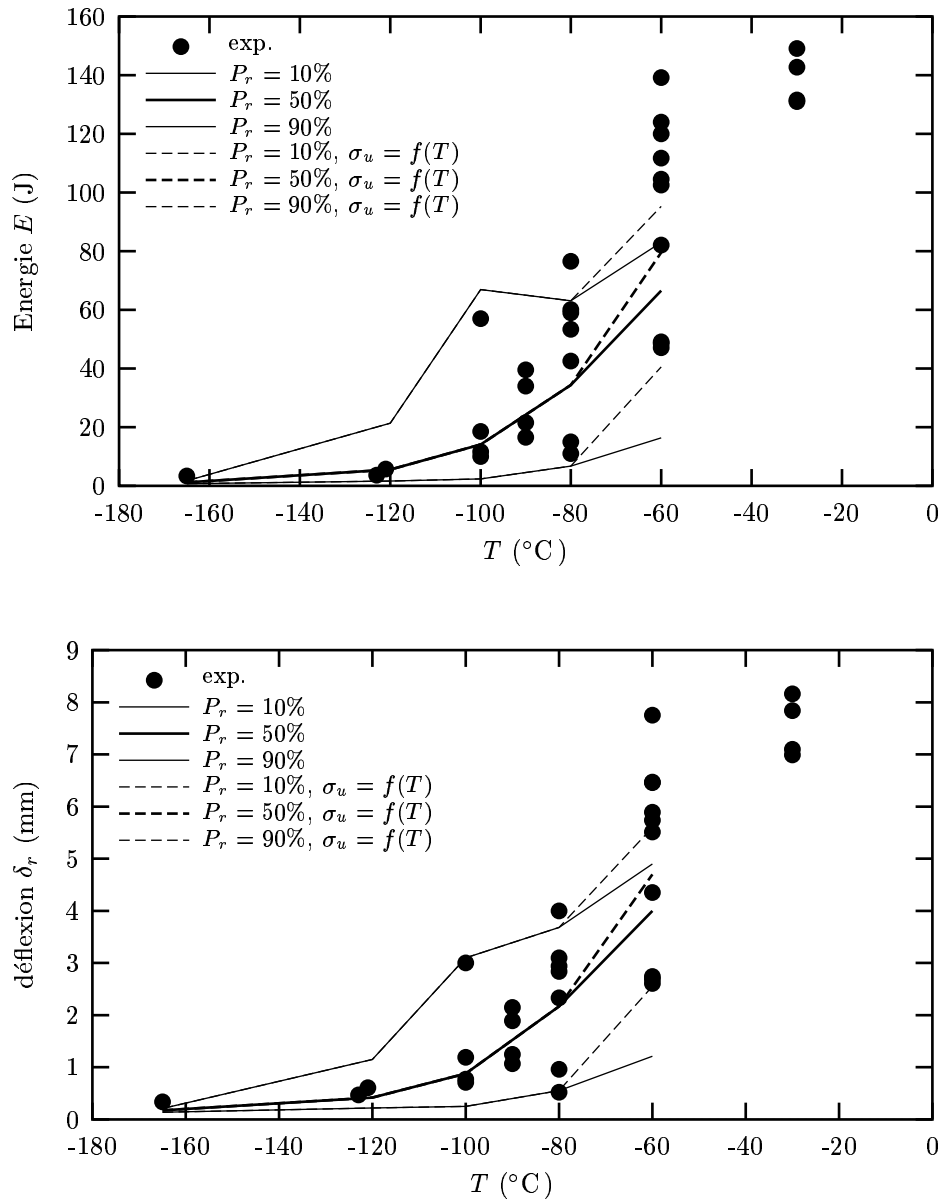 160
140
120
100
80
60
40
20
0
Energie E (J)
exp.
P_r = 10%
P_r = 50%
P_r = 90%
P_r = 10%, σ_u = f(T)
P_r = 50%, σ_u = f(T)
P_r = 90%, σ_u = f(T)
-180 -160 -140 -120 -100 -80 -60 -40 -20 0
T (°C)
9
8
7
6
5
4
3
2
1
0
déflexion δ_r (mm)
exp.
P_r = 10%
P_r = 50%
P_r = 90%
P_r = 10%, σ_u = f(T)
P_r = 50%, σ_u = f(T)
P_r = 90%, σ_u = f(T)
-180 -160 -140 -120 -100 -80 -60 -40 -20 0
T (°C)